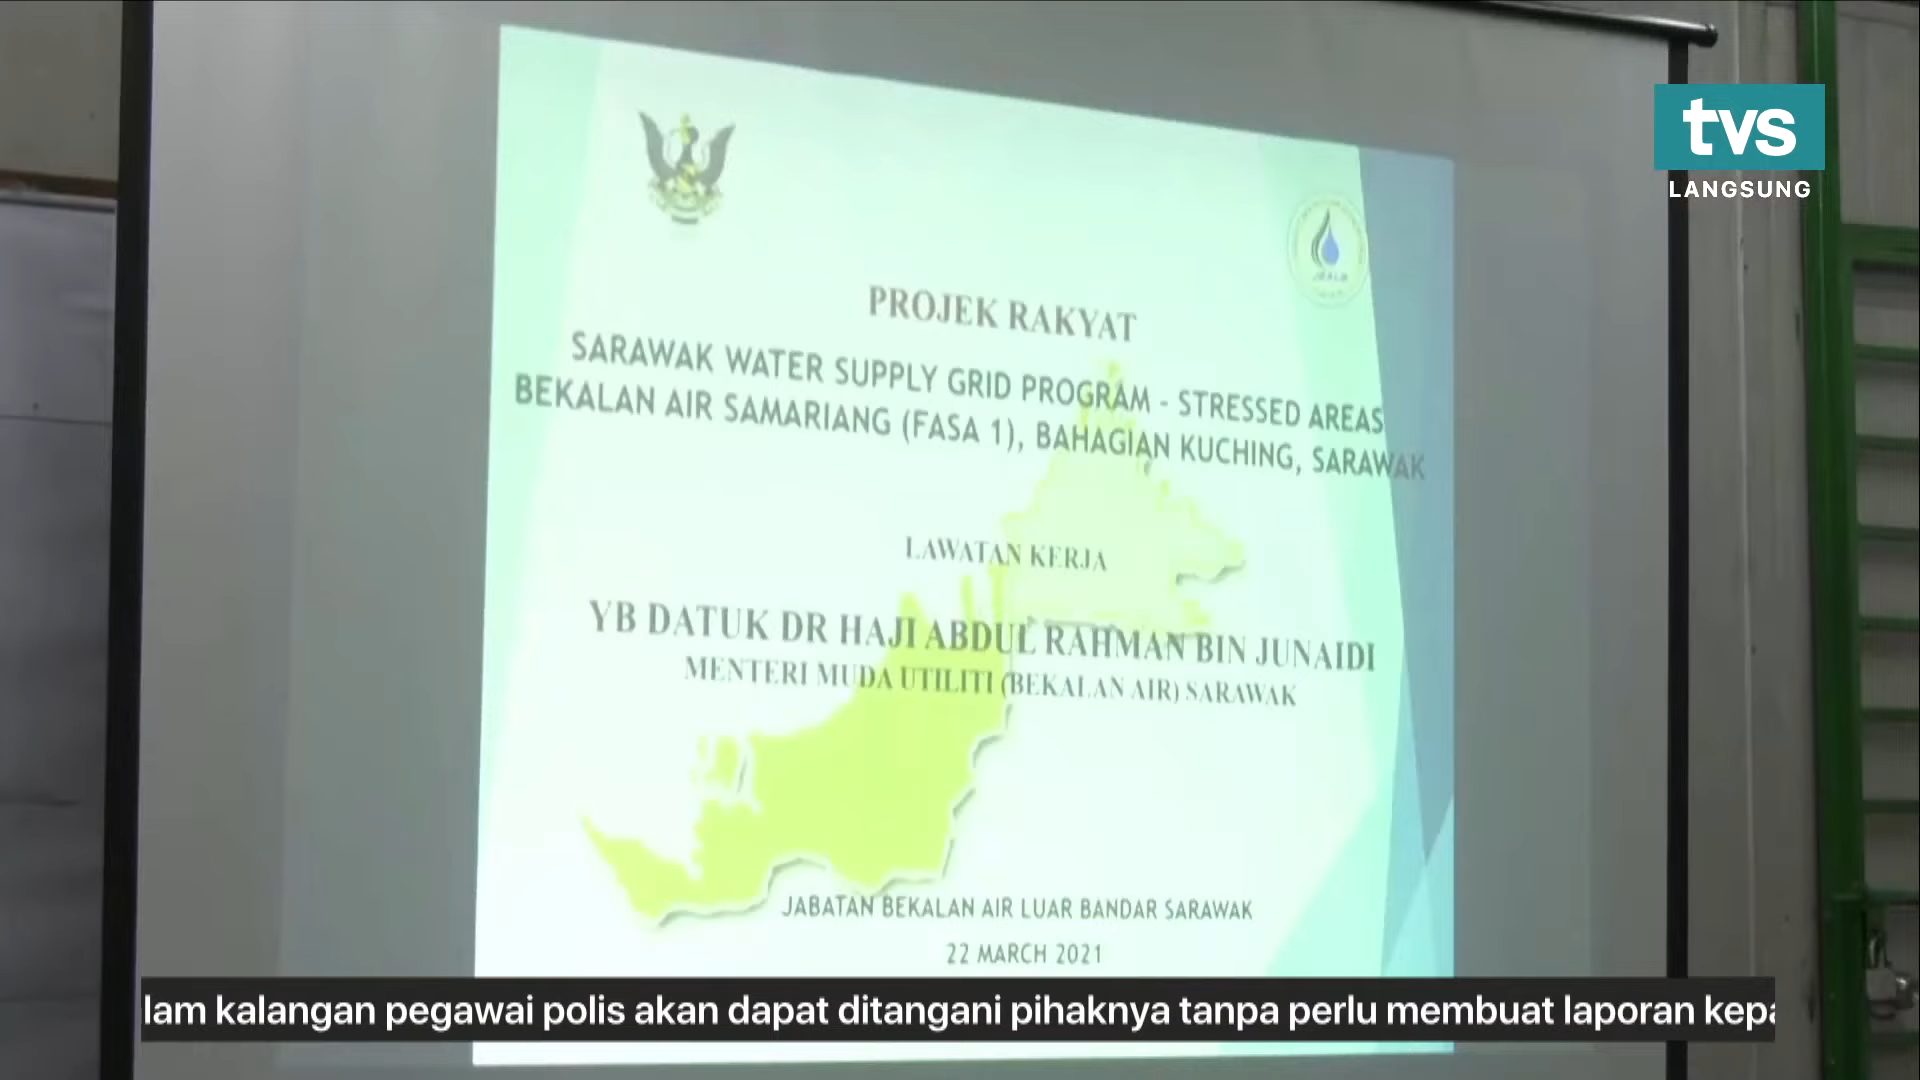 tvs
LANGSUNG
PROJEK RAKYAT
SARAWAK WATER SUPPLY GRID PROGRAM - STRESSED AREAS
BEKALAN AIR SAMARIANG (FASA 1), BAHAGIAN KUCHING, SARAWAK
LAWATAN KERJA
YB DATUK DR HAJI ABDUL RAHMAN BIN JUNAIDI
MENTERI MUDA UTILITI (BEKALAN AIR) SARAWAK
JABATAN BEKALAN AIR LUAR BANDAR SARAWAK
22 MARCH 2021
lam kalangan pegawai polis akan dapat ditangani pihaknya tanpa perlu membuat laporan kepa